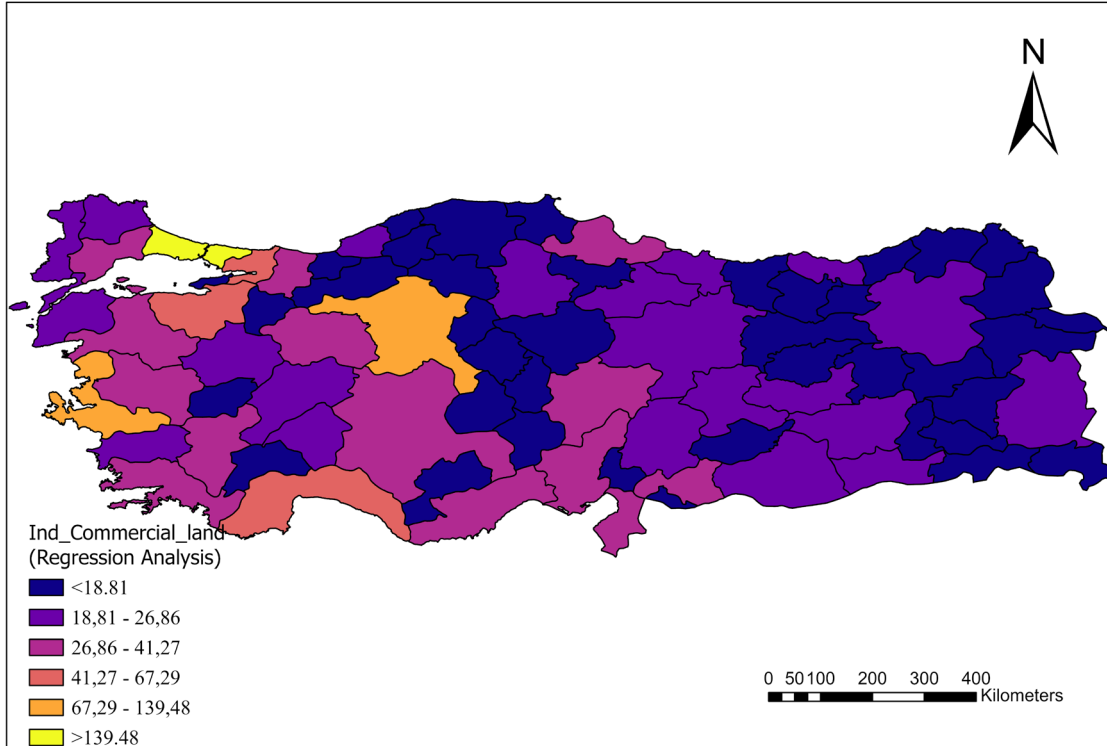 N
Ind_Commercial_land
(Regression Analysis)
<18.81
18,81 - 26,86
26,86 - 41,27
41,27 - 67,29
67,29 - 139,48
>139.48
0 50 100 200 300 400
Kilometers